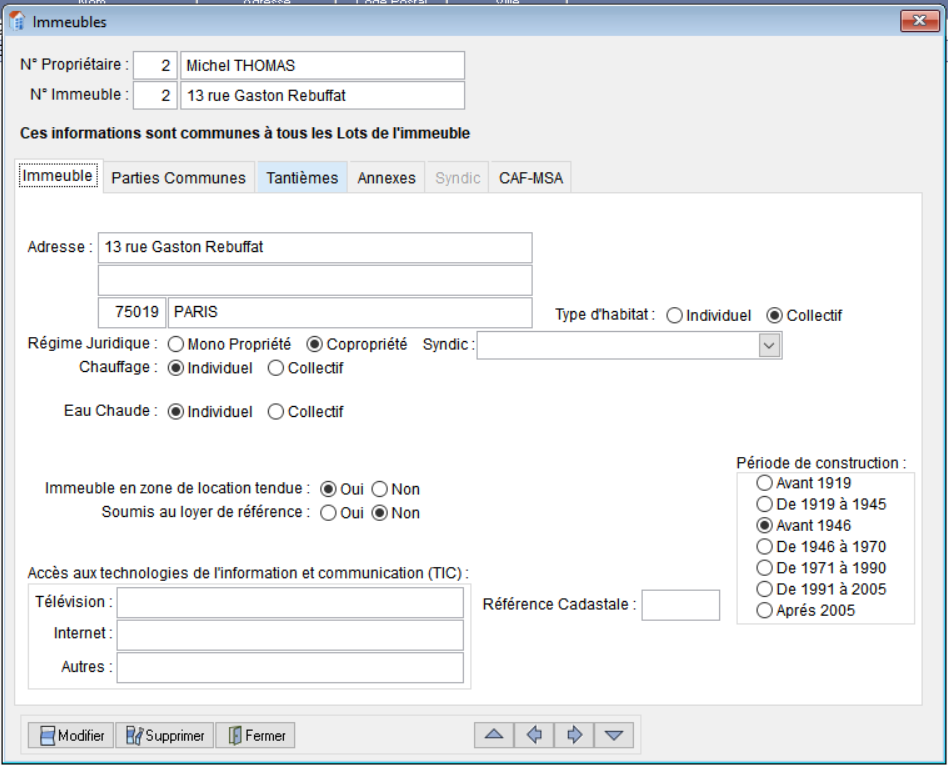 Nom Adresse Code Postal Ville
Immeubles
N° Propriétaire : 2 Michel THOMAS
N° Immeuble : 2 13 rue Gaston Rebuffat
Ces informations sont communes à tous les Lots de l'immeuble
Immeuble Parties Communes Tantièmes Annexes Syndic CAF-MSA
Adresse : 13 rue Gaston Rebuffat
75019 PARIS
Type d'habitat : Individuel Collectif
Régime Juridique : Mono Propriété Copropriété Syndic :
Chauffage : Individuel Collectif
Eau Chaude : Individuel Collectif
Immeuble en zone de location tendue : Oui Non
Soumis au loyer de référence : Oui Non
Période de construction :
Avant 1919
De 1919 à 1945
Avant 1946
De 1946 à 1970
De 1971 à 1990
De 1991 à 2005
Aprés 2005
Accès aux technologies de l'information et communication (TIC) :
Télévision :
Internet :
Autres :
Référence Cadastale :
Modifier Supprimer Fermer